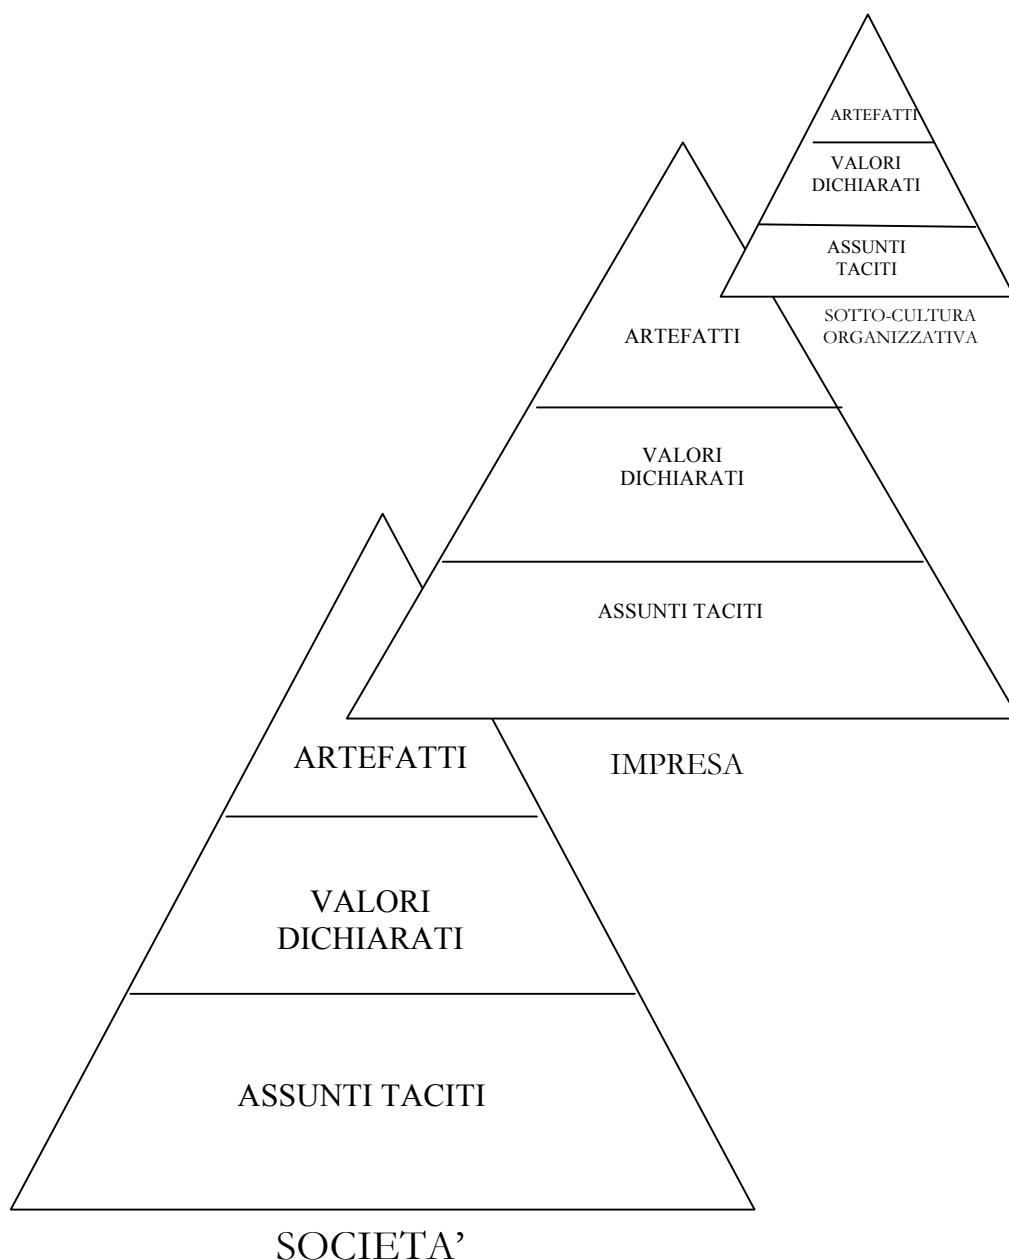 ARTEFATTI
VALORI
DICHIARATI
ASSUNTI
TACITI
SOTTO-CULTURA
ORGANIZZATIVA
ARTEFATTI
VALORI
DICHIARATI
ASSUNTI TACITI
IMPRESA
ARTEFATTI
VALORI
DICHIARATI
ASSUNTI TACITI
SOCIETA’